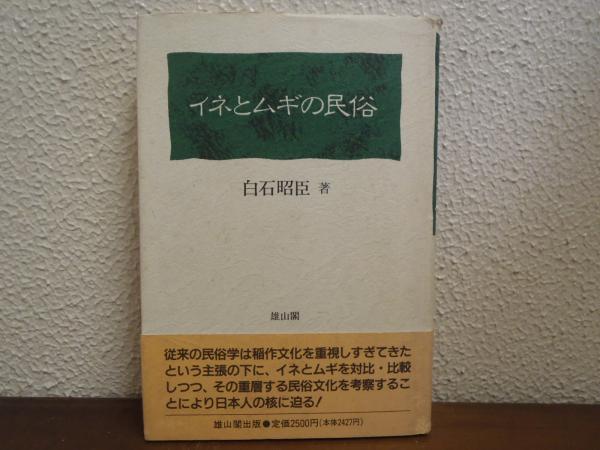 イネとムギの民俗
白石昭臣 著
雄山閣
従来の民俗学は稲作文化を重視しすぎてきた
という主張の下に、イネとムギを対比・比較
しつつ、その重層する民俗文化を考察するこ
とにより日本人の核に迫る!
雄山閣出版●定価2500円(本体2427円)